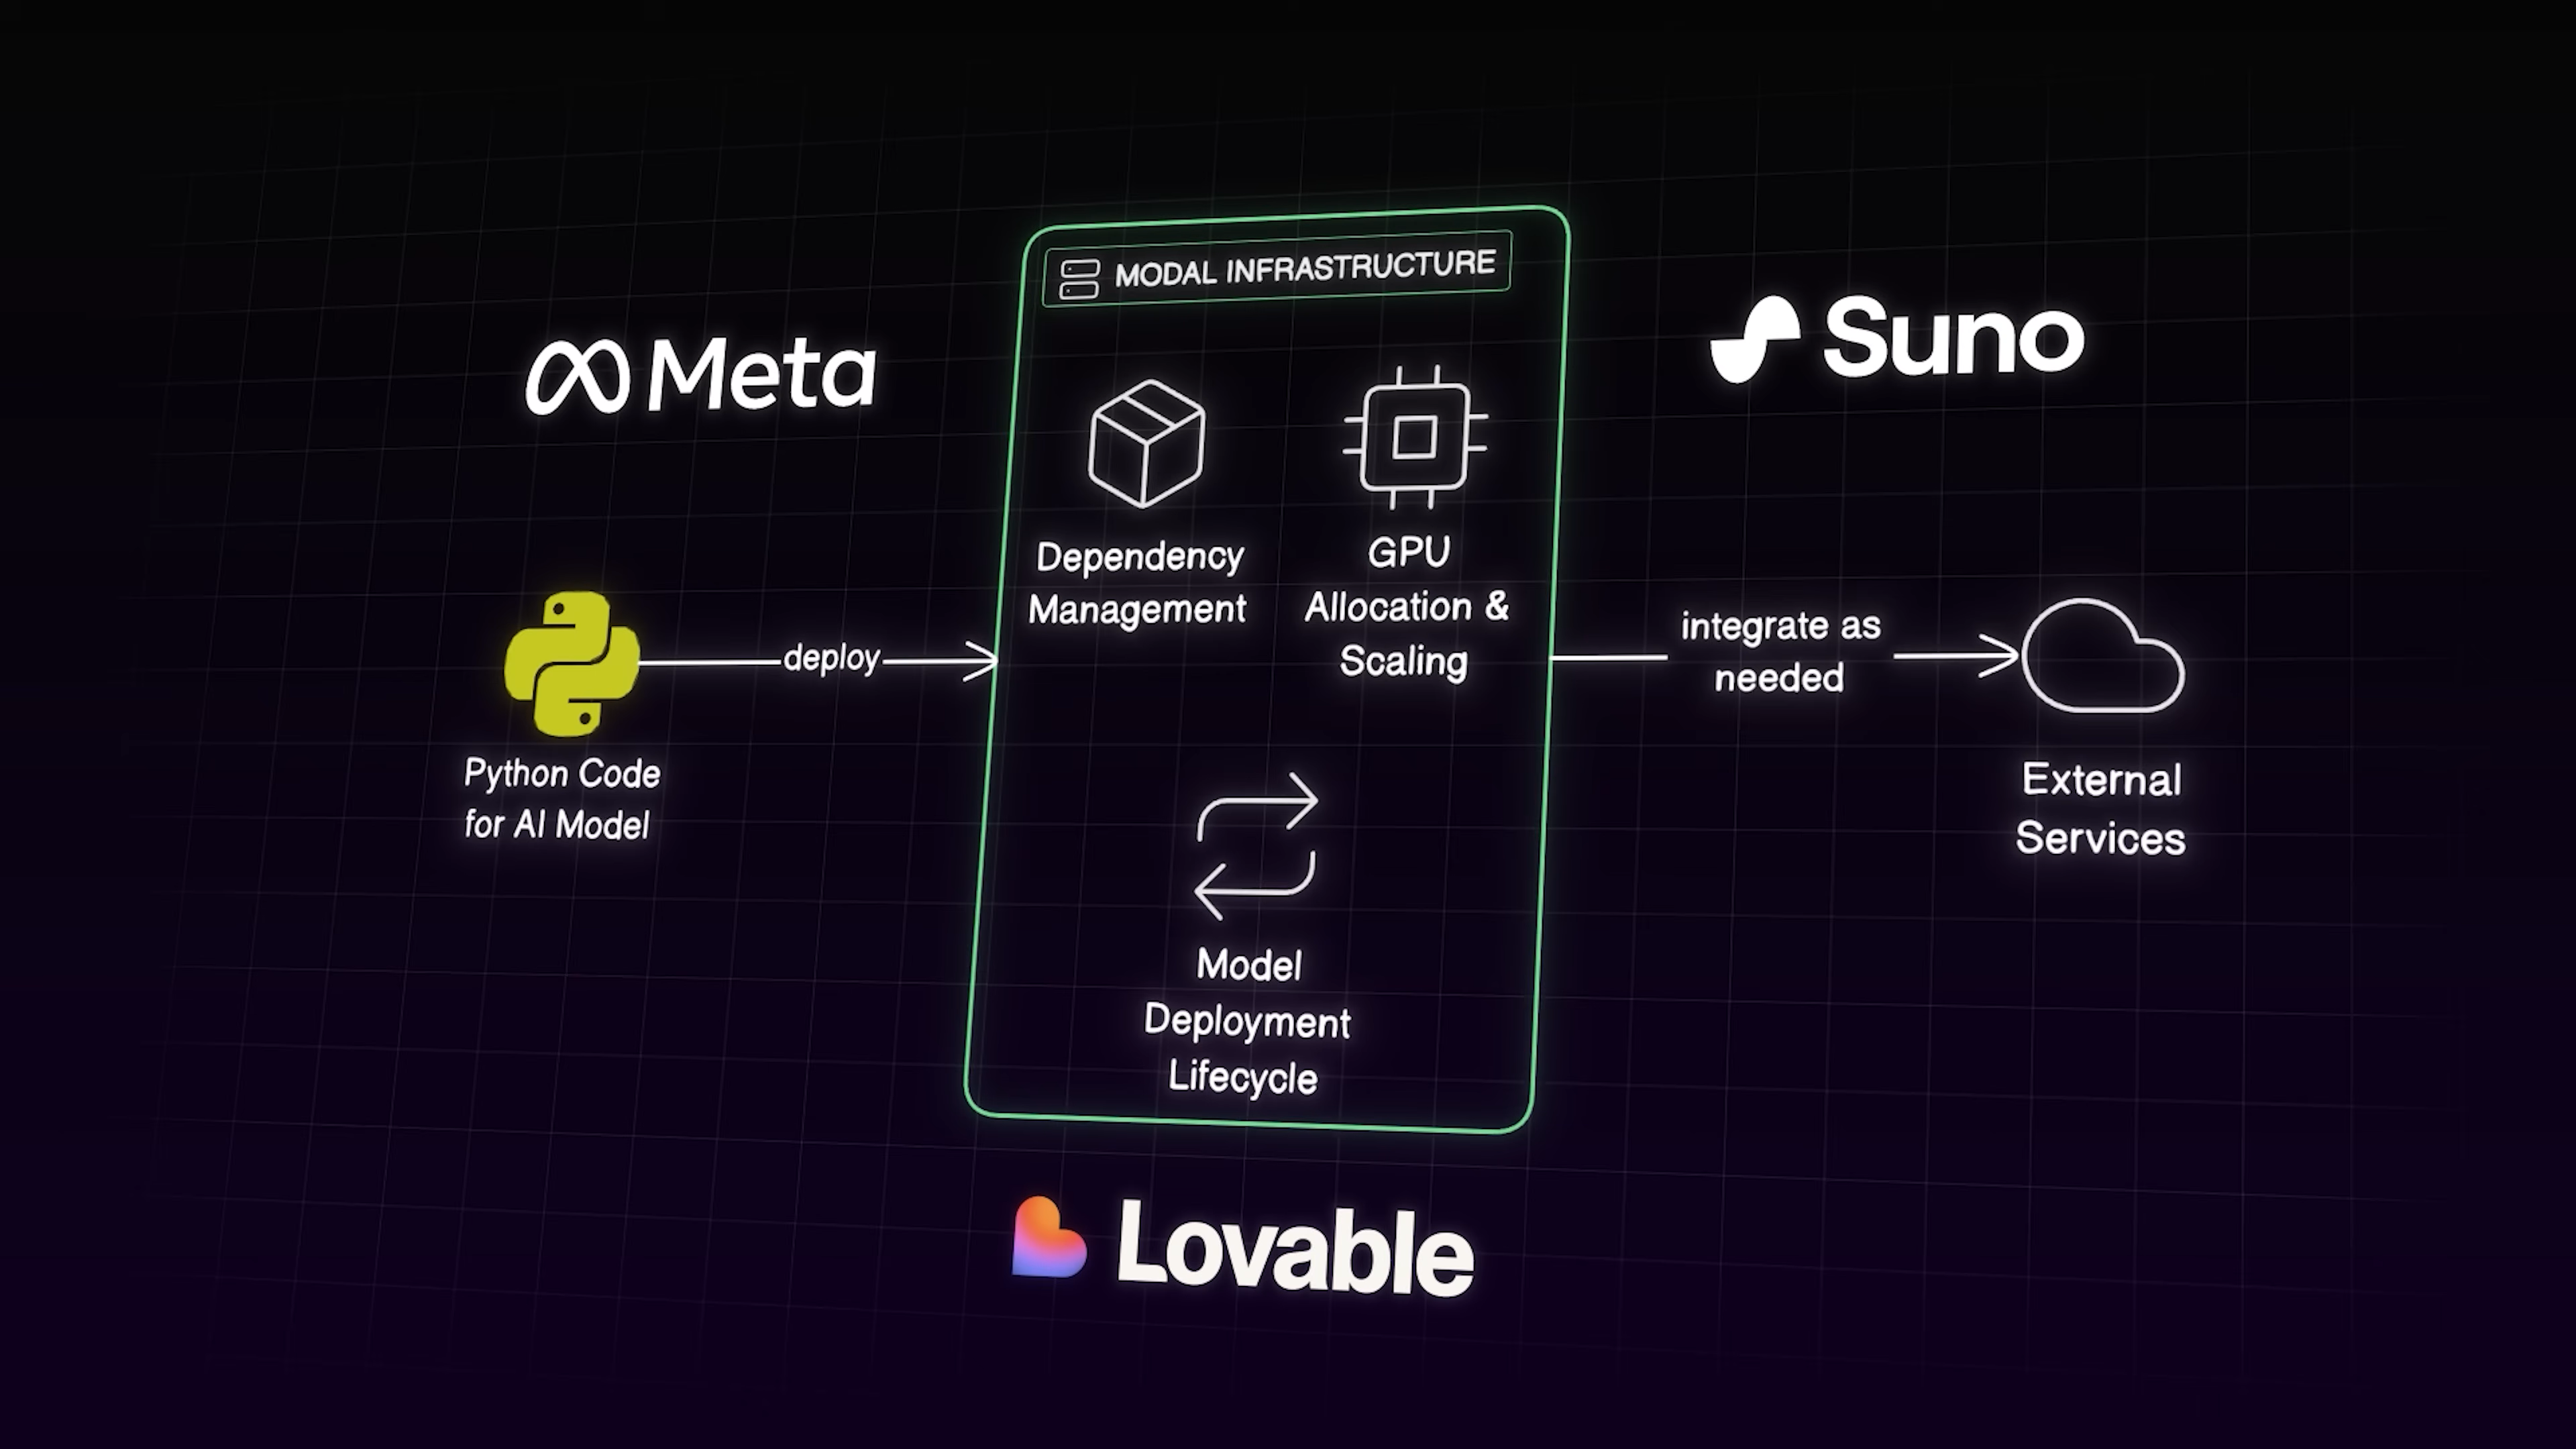 MODAL INFRASTRUCTURE
Meta
Suno
Dependency
Management
GPU
Allocation &
Scaling
deploy
integrate as
needed
Python Code
for AI Model
External
Services
Model
Deployment
Lifecycle
Lovable